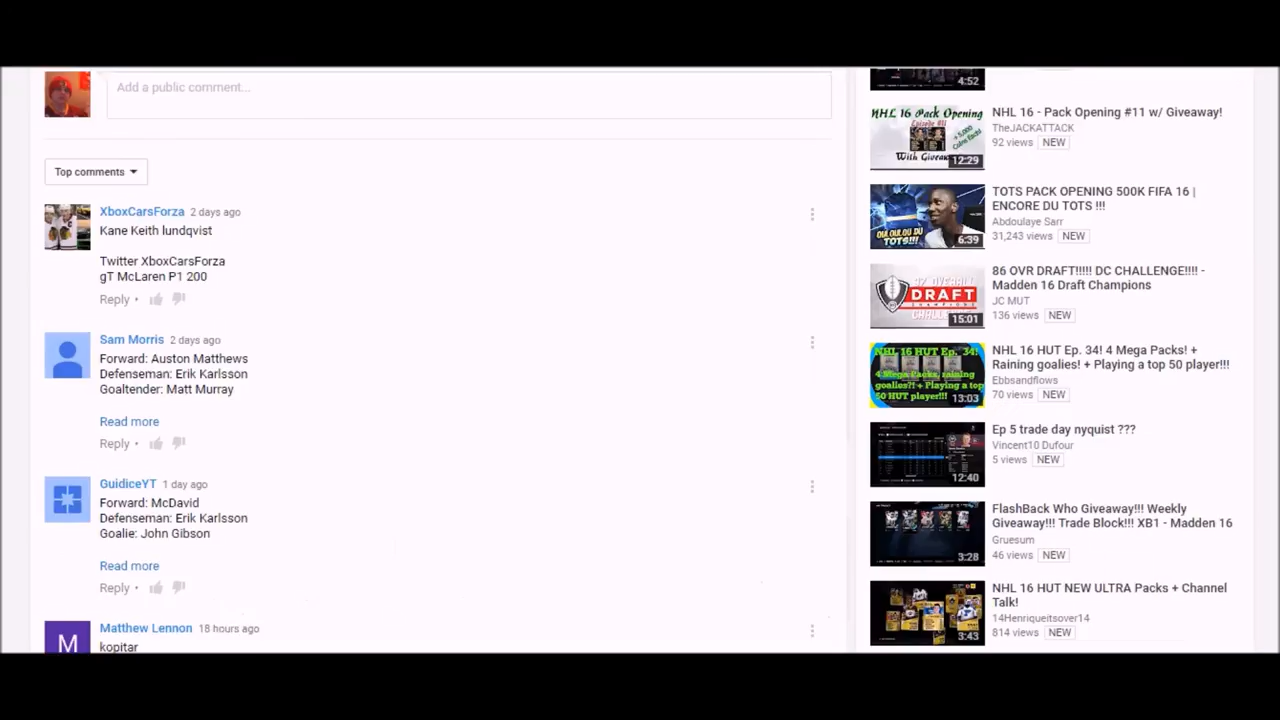 Add a public comment...
Top comments
XboxCarsForza 2 days ago
Kane Keith lundqvist
Twitter XboxCarsForza
gT McLaren P1 200
Reply •
Sam Morris 2 days ago
Forward: Auston Matthews
Defenseman: Erik Karlsson
Goaltender: Matt Murray
Read more
Reply •
GuidiceYT 1 day ago
Forward: McDavid
Defenseman: Erik Karlsson
Goalie: John Gibson
Read more
Reply •
M
Matthew Lennon 18 hours ago
kopitar
4:52
NHL 16 Pack Opening
Episode #11
+5,000
Coins Each!
With Giveaw
12:29
NHL 16 - Pack Opening #11 w/ Giveaway!
TheJACKATTACK
92 views NEW
OULOULOU DU
TOTS!!!
6:39
TOTS PACK OPENING 500K FIFA 16 |
ENCORE DU TOTS !!!
Abdoulaye Sarr
31,243 views NEW
DRAFT
15:01
86 OVR DRAFT!!!!! DC CHALLENGE!!!! -
Madden 16 Draft Champions
JC MUT
136 views NEW
NHL 16 HUT Ep. 34!
4 Mega Packs, raining
goalies?! + Playing a top
50 HUT player!!!
13:03
NHL 16 HUT Ep. 34! 4 Mega Packs! +
Raining goalies! + Playing a top 50 player!!!
Ebbsandflows
70 views NEW
12:40
Ep 5 trade day nyquist ???
Vincent10 Dufour
5 views NEW
3:28
FlashBack Who Giveaway!!! Weekly
Giveaway!!! Trade Block!!! XB1 - Madden 16
Gruesum
46 views NEW
3:43
NHL 16 HUT NEW ULTRA Packs + Channel
Talk!
14Henriqueitsover14
814 views NEW